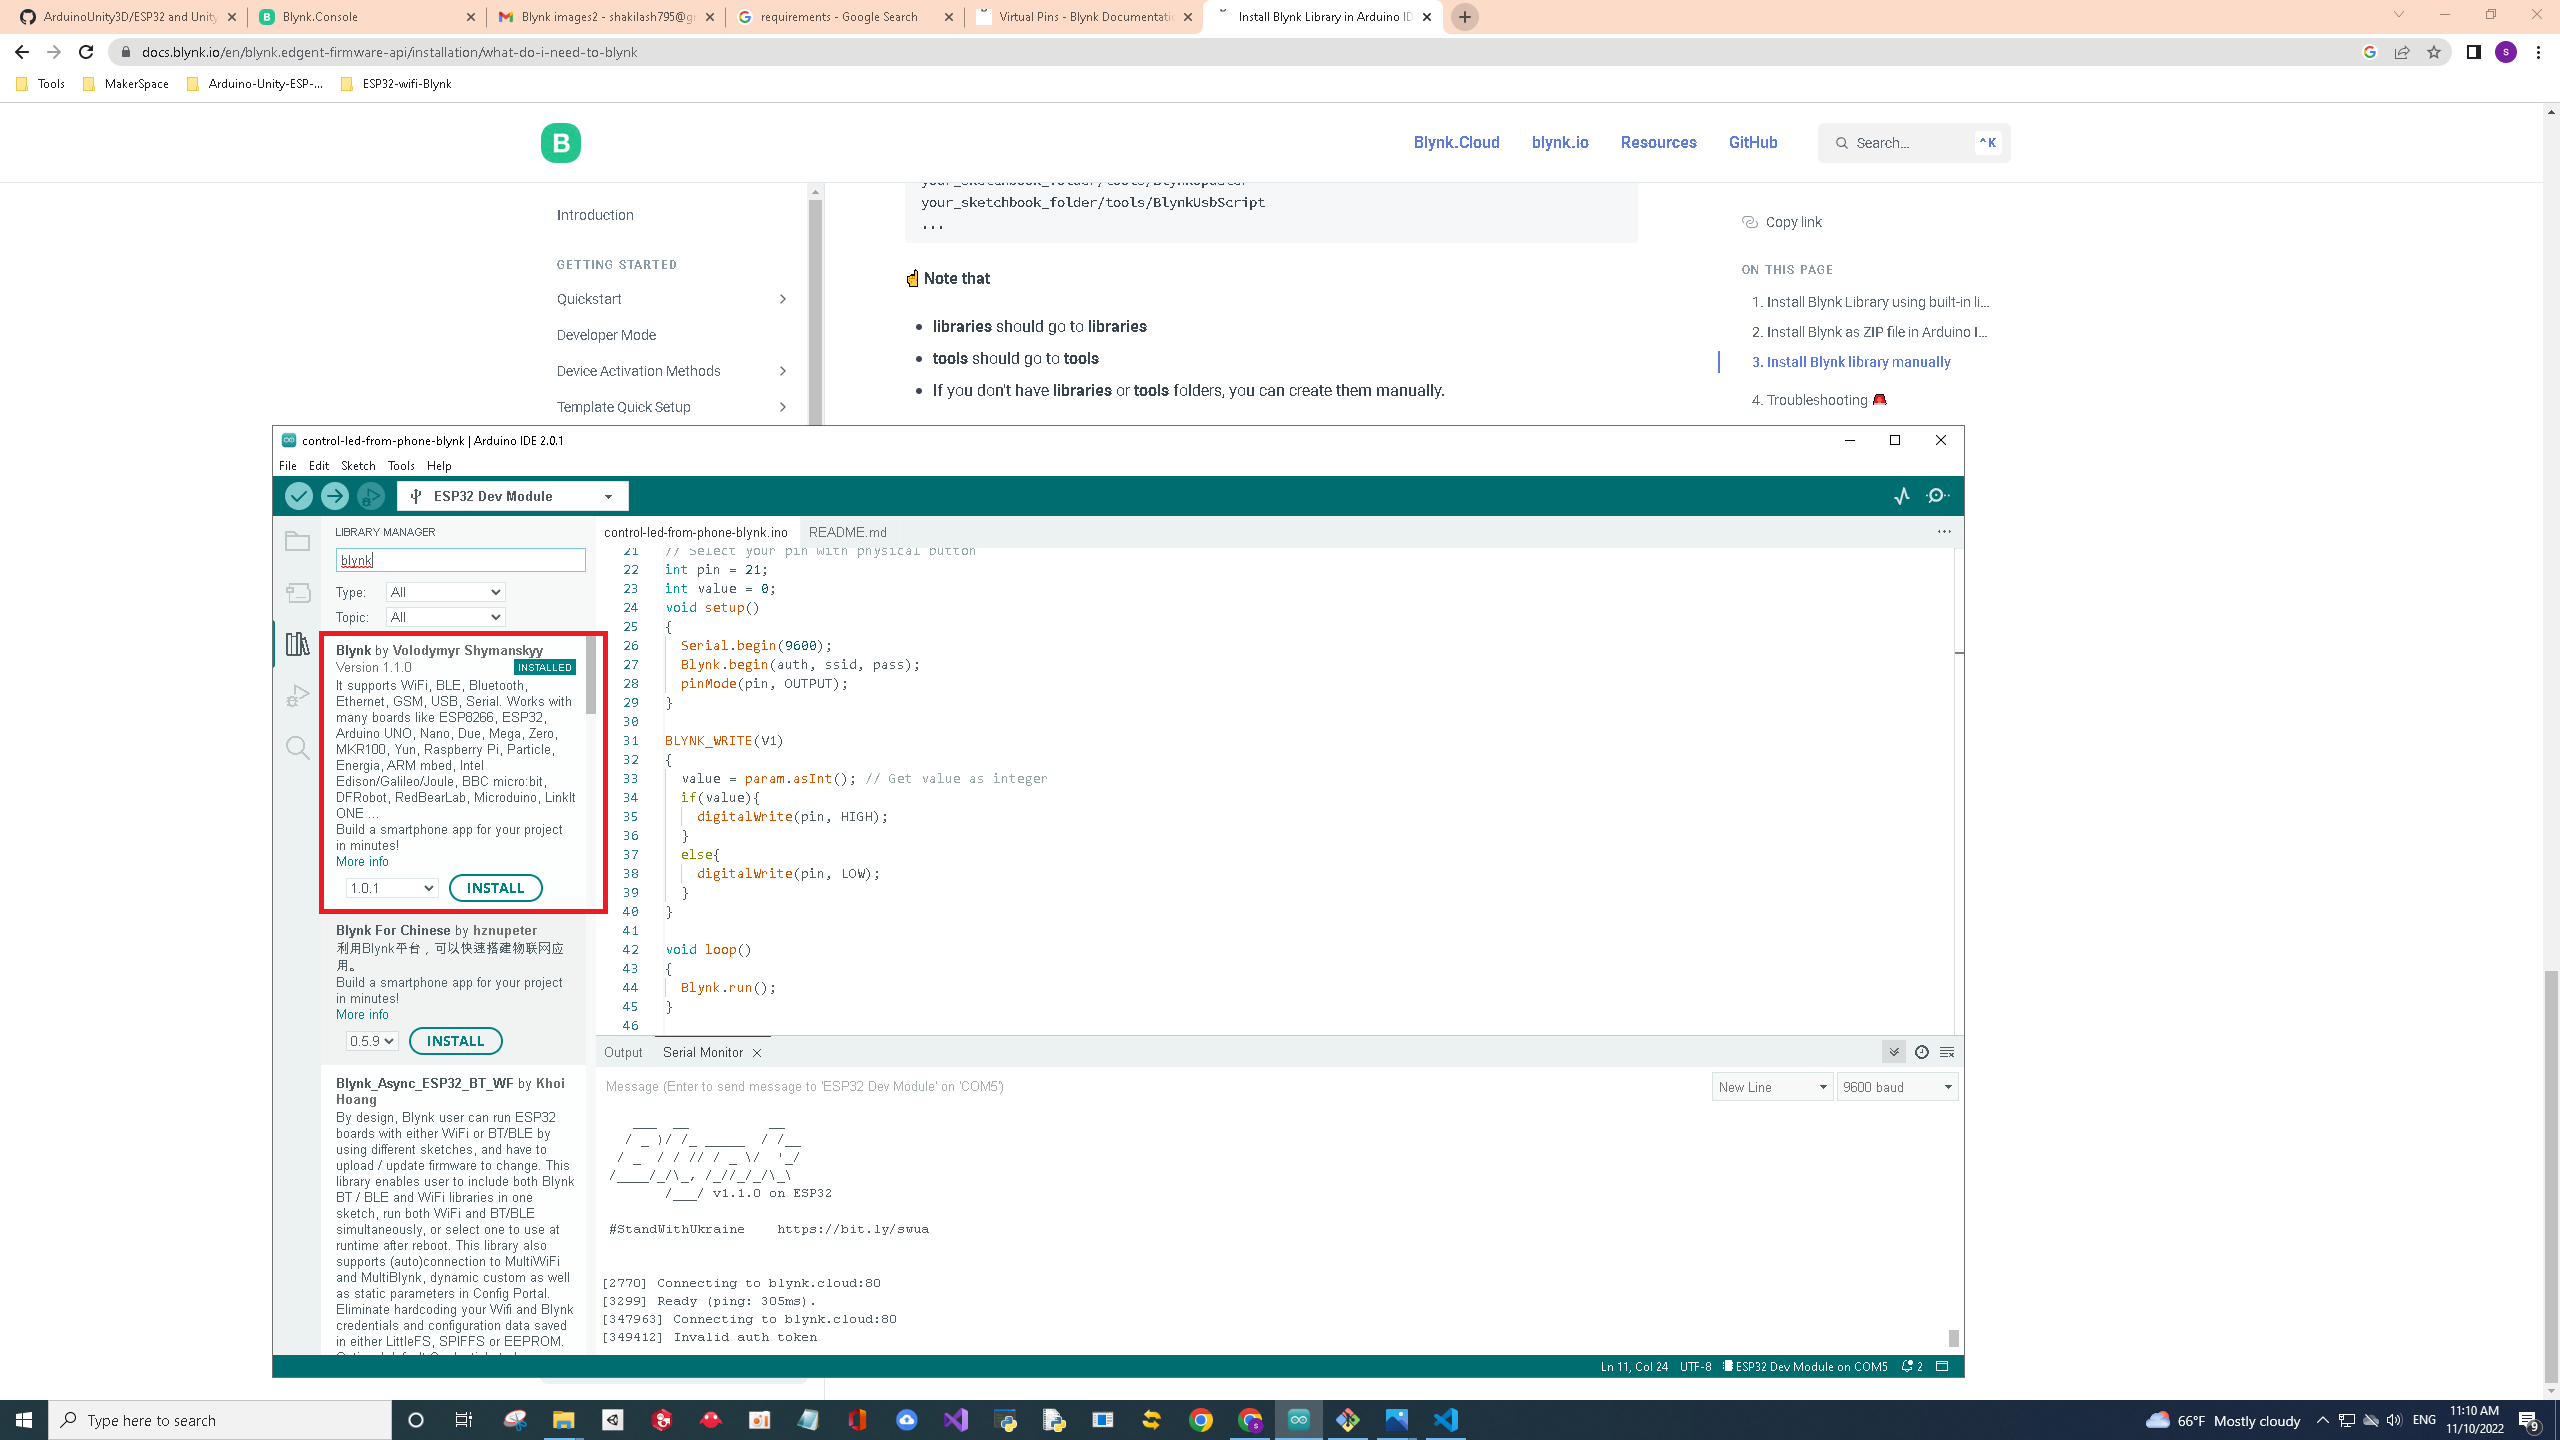 ArduinoUnity3D/ESP32 and Unity
Blynk.Console
Blynk images2 - shakilash795@gm
requirements - Google Search
Virtual Pins - Blynk Documentatio
Install Blynk Library in Arduino ID
docs.blynk.io/en/blynk.edgent-firmware-api/installation/what-do-i-need-to-blynk
S
Tools
MakerSpace
Arduino-Unity-ESP-...
ESP32-wifi-Blynk
B
Blynk.Cloud
blynk.io
Resources
GitHub
Search...
⌃K
Introduction
GETTING STARTED
Quickstart
Developer Mode
Device Activation Methods
Template Quick Setup
your_sketchbook_folder/tools/BlynkUpdater
your_sketchbook_folder/tools/BlynkUsbScript
...
☝Note that
• libraries should go to libraries
• tools should go to tools
• If you don't have libraries or tools folders, you can create them manually.
Copy link
ON THIS PAGE
1. Install Blynk Library using built-in li...
2. Install Blynk as ZIP file in Arduino I...
3. Install Blynk library manually
4. Troubleshooting 🚨
control-led-from-phone-blynk | Arduino IDE 2.0.1
File Edit Sketch Tools Help
ESP32 Dev Module
LIBRARY MANAGER
blynk
Type: All
Topic: All
Blynk by Volodymyr Shymanskyy
Version 1.1.0 INSTALLED
It supports WiFi, BLE, Bluetooth,
Ethernet, GSM, USB, Serial. Works with
many boards like ESP8266, ESP32,
Arduino UNO, Nano, Due, Mega, Zero,
MKR100, Yun, Raspberry Pi, Particle,
Energia, ARM mbed, Intel
Edison/Galileo/Joule, BBC micro:bit,
DFRobot, RedBearLab, Microduino, LinkIt
ONE ...
Build a smartphone app for your project
in minutes!
More info
1.0.1 INSTALL
Blynk For Chinese by hznupeter
利用Blynk平台，可以快速搭建物联网应
用。
Build a smartphone app for your project
in minutes!
More info
0.5.9 INSTALL
Blynk_Async_ESP32_BT_WF by Khoi
Hoang
By design, Blynk user can run ESP32
boards with either WiFi or BT/BLE by
using different sketches, and have to
upload / update firmware to change. This
library enables user to include both Blynk
BT / BLE and WiFi libraries in one
sketch, run both WiFi and BT/BLE
simultaneously, or select one to use at
runtime after reboot. This library also
supports (auto)connection to MultiWiFi
and MultiBlynk, dynamic custom as well
as static parameters in Config Portal.
Eliminate hardcoding your Wifi and Blynk
credentials and configuration data saved
in either LittleFS, SPIFFS or EEPROM.
control-led-from-phone-blynk.ino README.md
21 // Select your pin with physical button
22 int pin = 21;
23 int value = 0;
24 void setup()
25 {
26 Serial.begin(9600);
27 Blynk.begin(auth, ssid, pass);
28 pinMode(pin, OUTPUT);
29 }
30
31 BLYNK_WRITE(V1)
32 {
33 value = param.asInt(); // Get value as integer
34 if(value){
35 digitalWrite(pin, HIGH);
36 }
37 else{
38 digitalWrite(pin, LOW);
39 }
40 }
41
42 void loop()
43 {
44 Blynk.run();
45 }
46
Output Serial Monitor
Message (Enter to send message to 'ESP32 Dev Module' on 'COM5')
New Line
9600 baud
___ __ __
/ _ )/ /_ _____ / /__
/ _ / / // / _ \/ '_/
/____/_/\_, /_//_/_/\_\
/___/ v1.1.0 on ESP32
#StandWithUkraine https://bit.ly/swua
[2770] Connecting to blynk.cloud:80
[3299] Ready (ping: 305ms).
[347963] Connecting to blynk.cloud:80
[349412] Invalid auth token
Ln 11, Col 24 UTF-8 ESP32 Dev Module on COM5 2
Type here to search
66°F Mostly cloudy
ENG
11:10 AM
11/10/2022
9